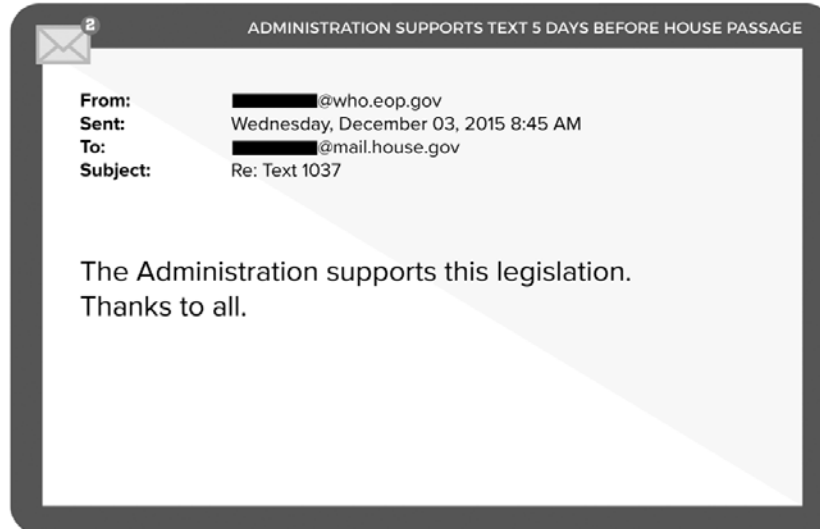 2
ADMINISTRATION SUPPORTS TEXT 5 DAYS BEFORE HOUSE PASSAGE
From: @who.eop.gov
Sent: Wednesday, December 03, 2015 8:45 AM
To: @mail.house.gov
Subject: Re: Text 1037
The Administration supports this legislation.
Thanks to all.